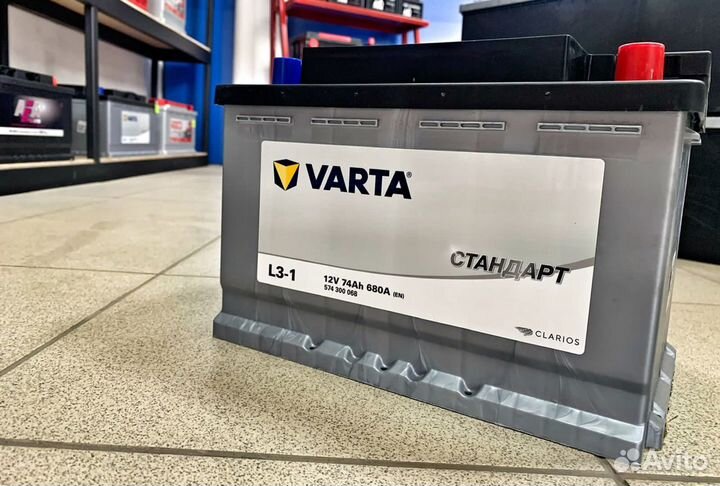 VARTA®
СТАНДАРТ
L3-1
12V 74Ah 680A (EN)
574 300 068
CLARIOS
Avito